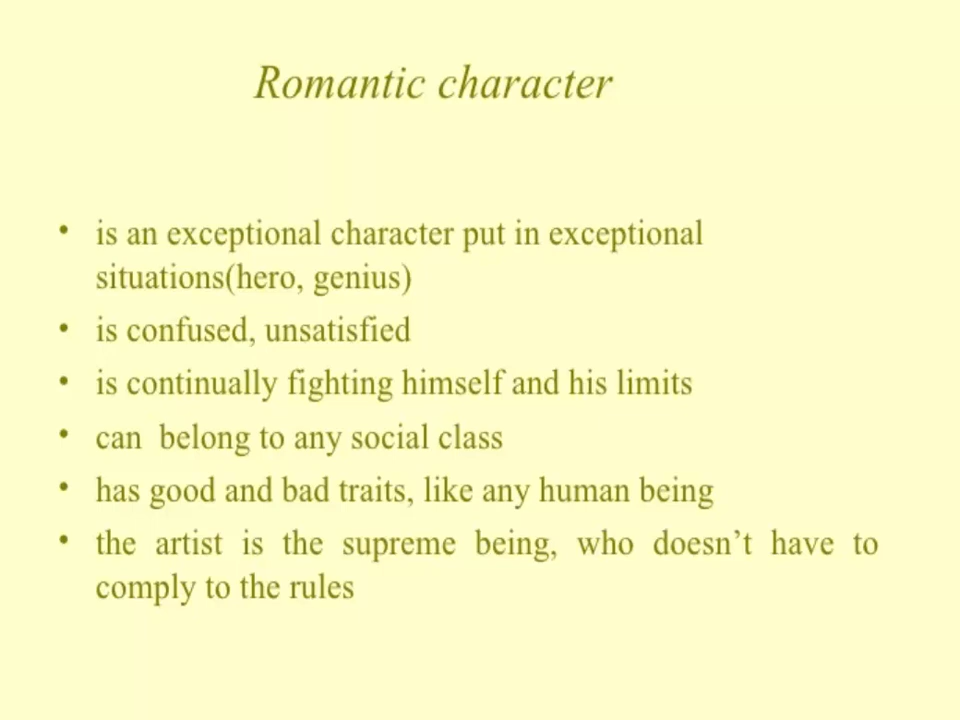 Romantic character
• is an exceptional character put in exceptional
situations(hero, genius)
• is confused, unsatisfied
• is continually fighting himself and his limits
• can  belong to any social class
• has good and bad traits, like any human being
• the artist is the supreme being, who doesn’t have to
comply to the rules